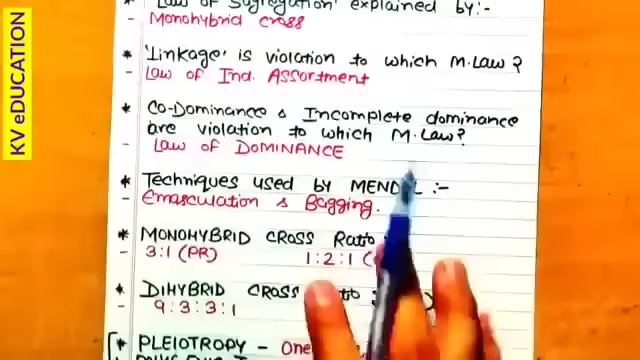 Law of Segregation' explained by:-
- Monohybrid Cross
* 'Linkage' is violation to which M.Law?
- Law of Ind. Assortment
* Co-Dominance & Incomplete dominance
are violation to which M.Law?
- Law of DOMINANCE
* Techniques used by MENDEL :-
- Emasculation & Bagging.
* MONOHYBRID CROSS Ratio
- 3:1 (PR) 1:2:1 (
* DIHYBRID CROSS
- 9:3:3:1
* PLEIOTROPY - One
KV eDUCATION